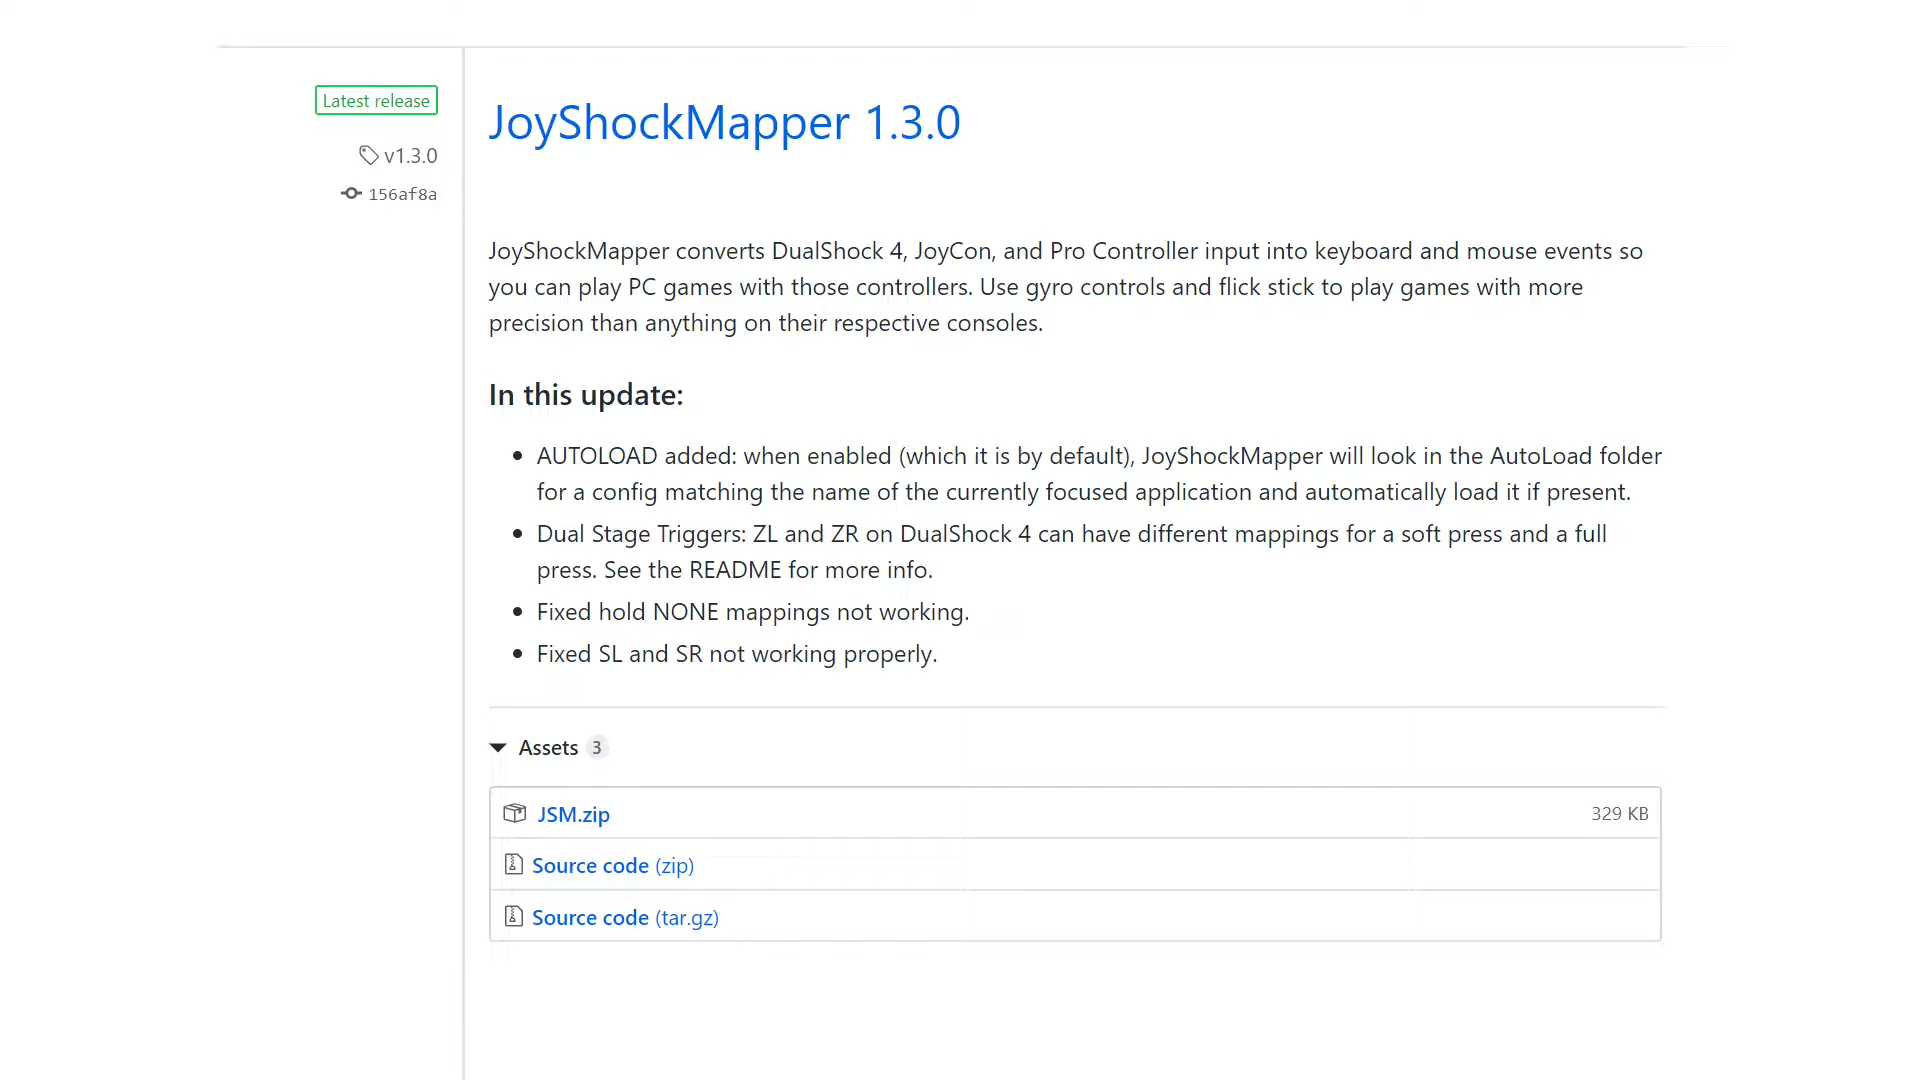 Latest release
v1.3.0
156af8a
JoyShockMapper 1.3.0
JoyShockMapper converts DualShock 4, JoyCon, and Pro Controller input into keyboard and mouse events so
you can play PC games with those controllers. Use gyro controls and flick stick to play games with more
precision than anything on their respective consoles.
In this update:
AUTOLOAD added: when enabled (which it is by default), JoyShockMapper will look in the AutoLoad folder
for a config matching the name of the currently focused application and automatically load it if present.
Dual Stage Triggers: ZL and ZR on DualShock 4 can have different mappings for a soft press and a full
press. See the README for more info.
Fixed hold NONE mappings not working.
Fixed SL and SR not working properly.
Assets 3
JSM.zip 329 KB
Source code (zip)
Source code (tar.gz)